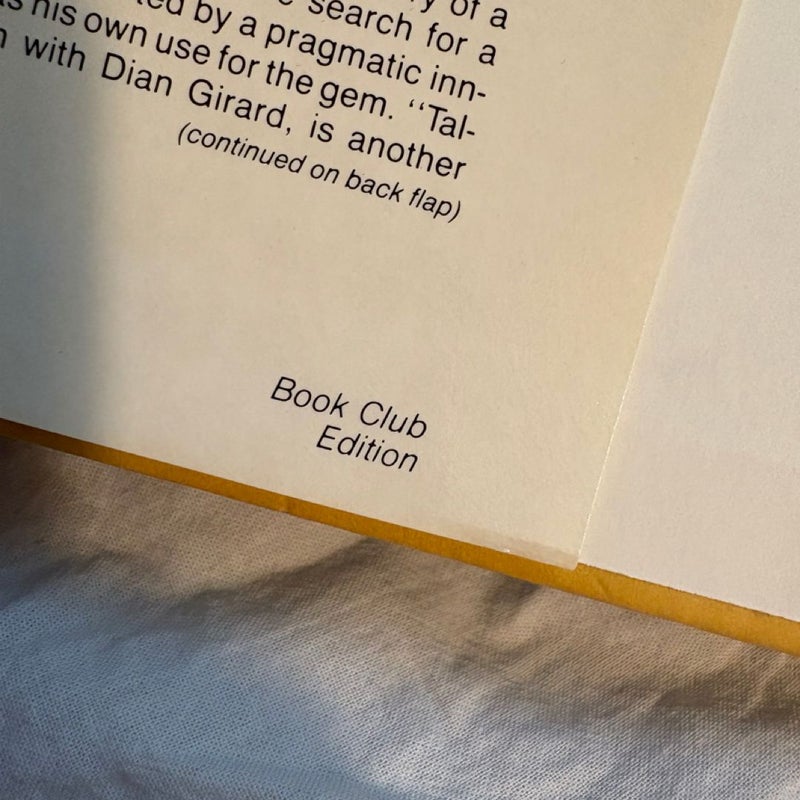 of a
search for a
by a pragmatic inn-
his own use for the gem. “Tal-
with Dian Girard, is another
(continued on back flap)
Book Club
Edition